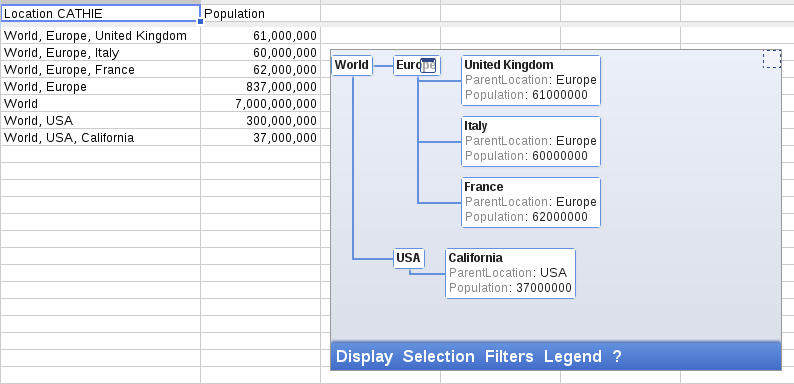 Location CATHIE Population
World, Europe, United Kingdom 61,000,000
World, Europe, Italy 60,000,000
World, Europe, France 62,000,000
World, Europe 837,000,000
World 7,000,000,000
World, USA 300,000,000
World, USA, California 37,000,000
World Europe United Kingdom
ParentLocation: Europe
Population: 61000000
Italy
ParentLocation: Europe
Population: 60000000
France
ParentLocation: Europe
Population: 62000000
USA California
ParentLocation: USA
Population: 37000000
Display Selection Filters Legend ?